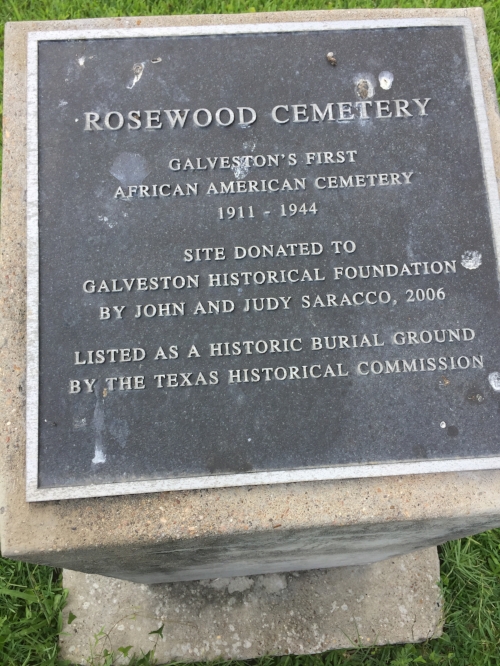 ROSEWOOD CEMETERY
GALVESTON'S FIRST
AFRICAN AMERICAN CEMETERY
1911 - 1944
SITE DONATED TO
GALVESTON HISTORICAL FOUNDATION
BY JOHN AND JUDY SARACCO, 2006
LISTED AS A HISTORIC BURIAL GROUND
BY THE TEXAS HISTORICAL COMMISSION